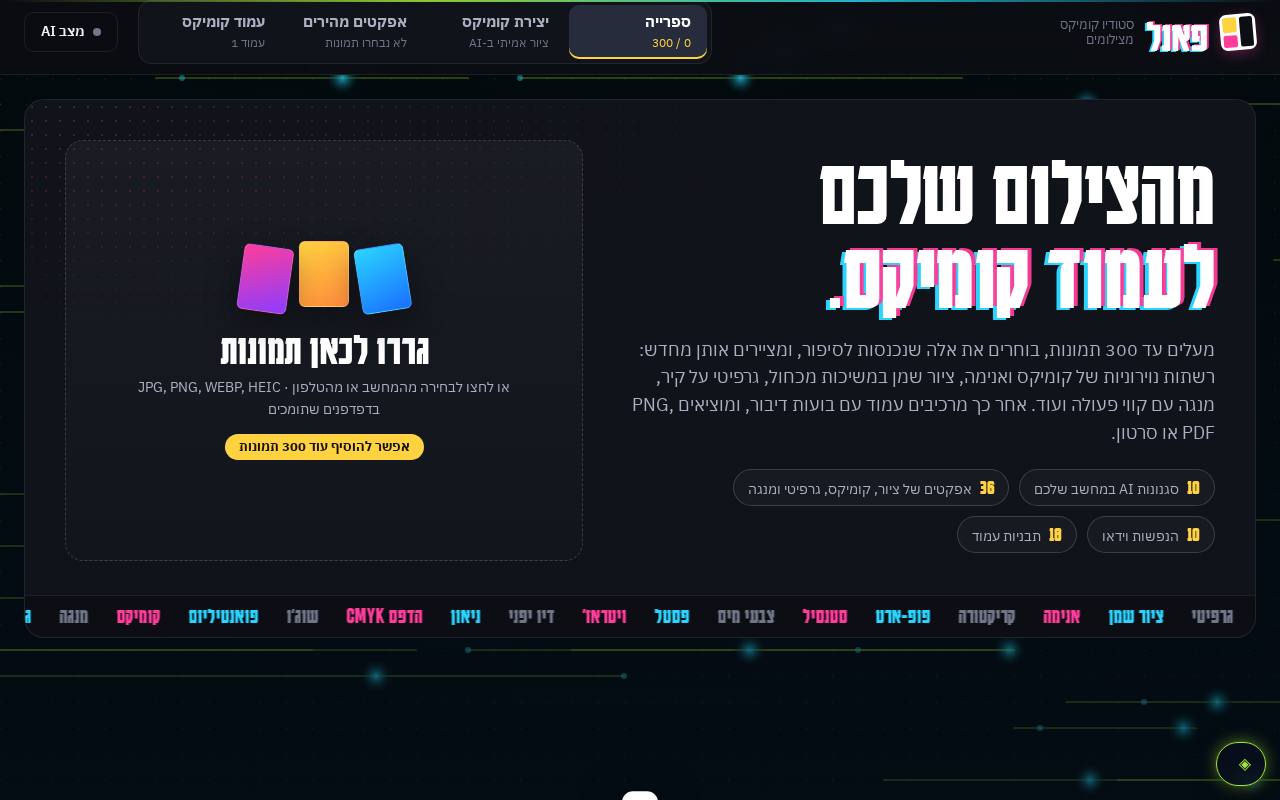 פאנל
סטודיו קומיקס
מצילומים
ספרייה
0 / 300
יצירת קומיקס
ציור אמיתי ב-AI
אפקטים מהירים
לא נבחרו תמונות
עמוד קומיקס
עמוד 1
מצב AI
מהצילום שלכם
לעמוד קומיקס.
מעלים עד 300 תמונות, בוחרים את אלה שנכנסות לסיפור, ומציירים אותן מחדש:
רשתות נוירוניות של קומיקס ואנימה, ציור שמן במשיכות מכחול, גרפיטי על קיר,
מנגה עם קווי פעולה ועוד. אחר כך מרכיבים עמוד עם בועות דיבור, ומוציאים PNG,
PDF או סרטון.
10 סגנונות AI במחשב שלכם
36 אפקטים של ציור, קומיקס, גרפיטי ומנגה
10 הנפשות וידאו
18 תבניות עמוד
גררו לכאן תמונות
או לחצו לבחירה מהמחשב או מהטלפון · JPG, PNG, WEBP, HEIC
בדפדפנים שתומכים
אפשר להוסיף עוד 300 תמונות
גרפיטי ציור שמן אנימה קריקטורה פופ-ארט סטנסיל צבעי מים פסטל ויטראז' דיו יפני ניאון הדפס CMYK שוג'ו פואנטיליזם קומיקס מנגה